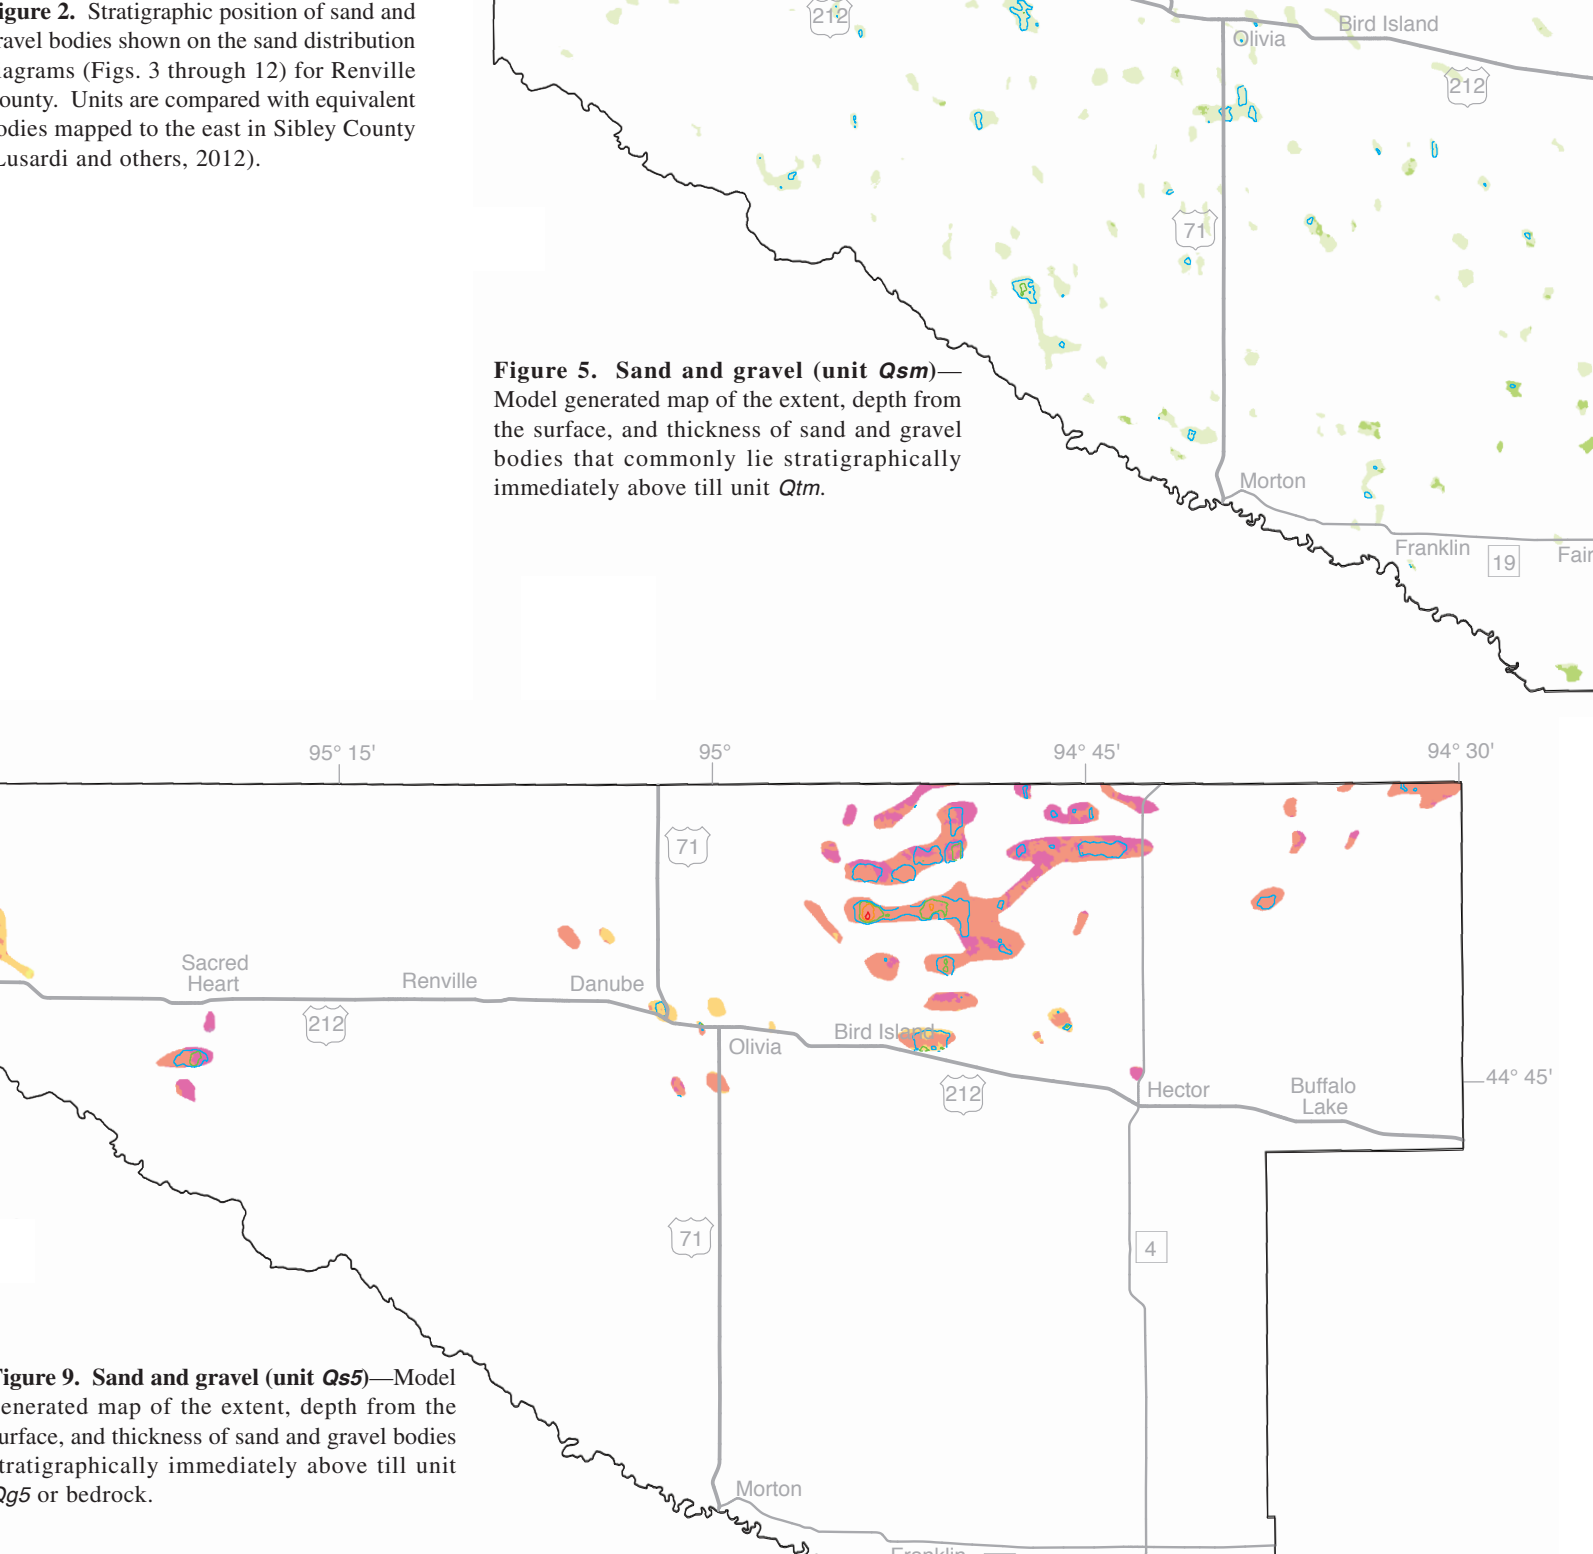 igure 2. Stratigraphic position of sand and
ravel bodies shown on the sand distribution
iagrams (Figs. 3 through 12) for Renville
ounty. Units are compared with equivalent
odies mapped to the east in Sibley County
Lusardi and others, 2012).
212
Olivia
Bird Island
212
71
Figure 5. Sand and gravel (unit Qsm)—
Model generated map of the extent, depth from
the surface, and thickness of sand and gravel
bodies that commonly lie stratigraphically
immediately above till unit Qtm.
Morton
Franklin
19
Fair
95° 15'
95°
94° 45'
94° 30'
71
Sacred
Heart
Renville
Danube
212
Olivia
Bird Island
212
Hector
Buffalo
Lake
44° 45'
71
4
igure 9. Sand and gravel (unit Qs5)—Model
enerated map of the extent, depth from the
urface, and thickness of sand and gravel bodies
tratigraphically immediately above till unit
Qg5 or bedrock.
Morton
Franklin